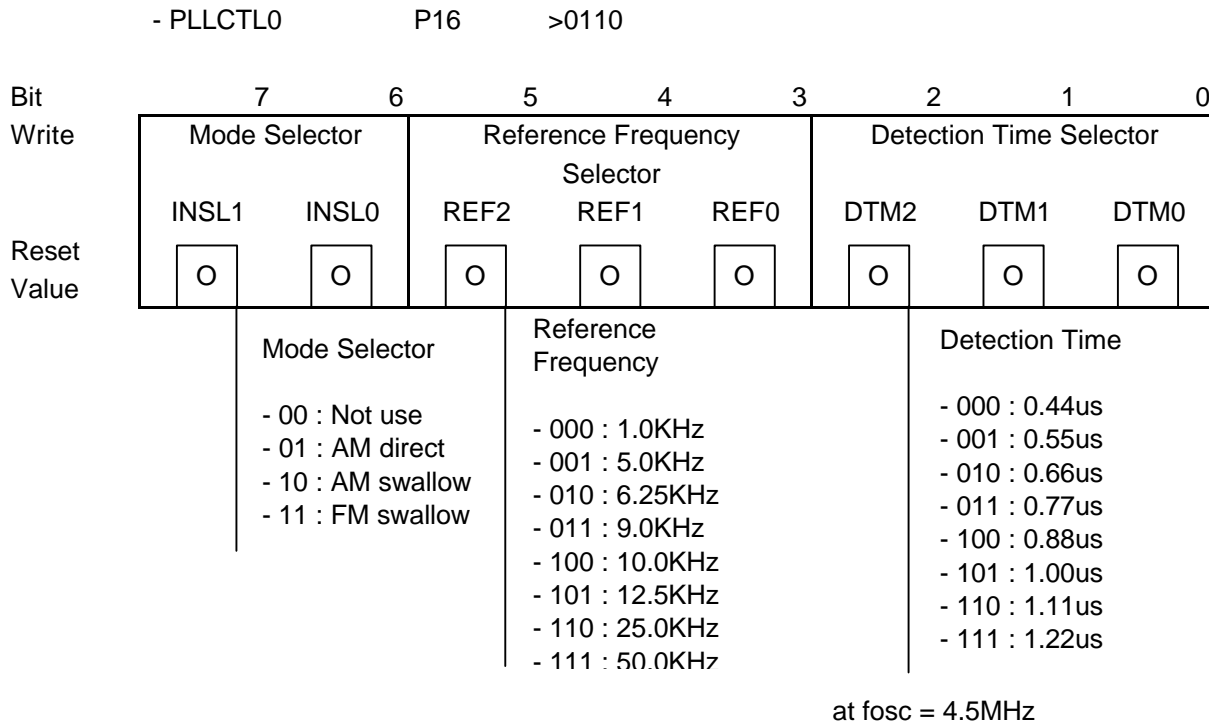 - PLLCTL0 P16 >0110
Bit 7 6 5 4 3 2 1 0
Write Mode Selector Reference Frequency Selector Detection Time Selector
INSL1 INSL0 REF2 REF1 REF0 DTM2 DTM1 DTM0
Reset Value O O O O O O O O
Mode Selector
- 00 : Not use
- 01 : AM direct
- 10 : AM swallow
- 11 : FM swallow
Reference
Frequency
- 000 : 1.0KHz
- 001 : 5.0KHz
- 010 : 6.25KHz
- 011 : 9.0KHz
- 100 : 10.0KHz
- 101 : 12.5KHz
- 110 : 25.0KHz
- 111 : 50.0KHz
Detection Time
- 000 : 0.44us
- 001 : 0.55us
- 010 : 0.66us
- 011 : 0.77us
- 100 : 0.88us
- 101 : 1.00us
- 110 : 1.11us
- 111 : 1.22us
at fosc = 4.5MHz